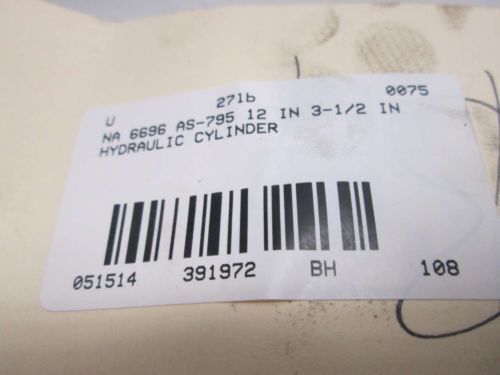 U 271b 0075
NA 6696 AS-795 12 IN 3-1/2 IN
HYDRAULIC CYLINDER
051514 391972 BH 108